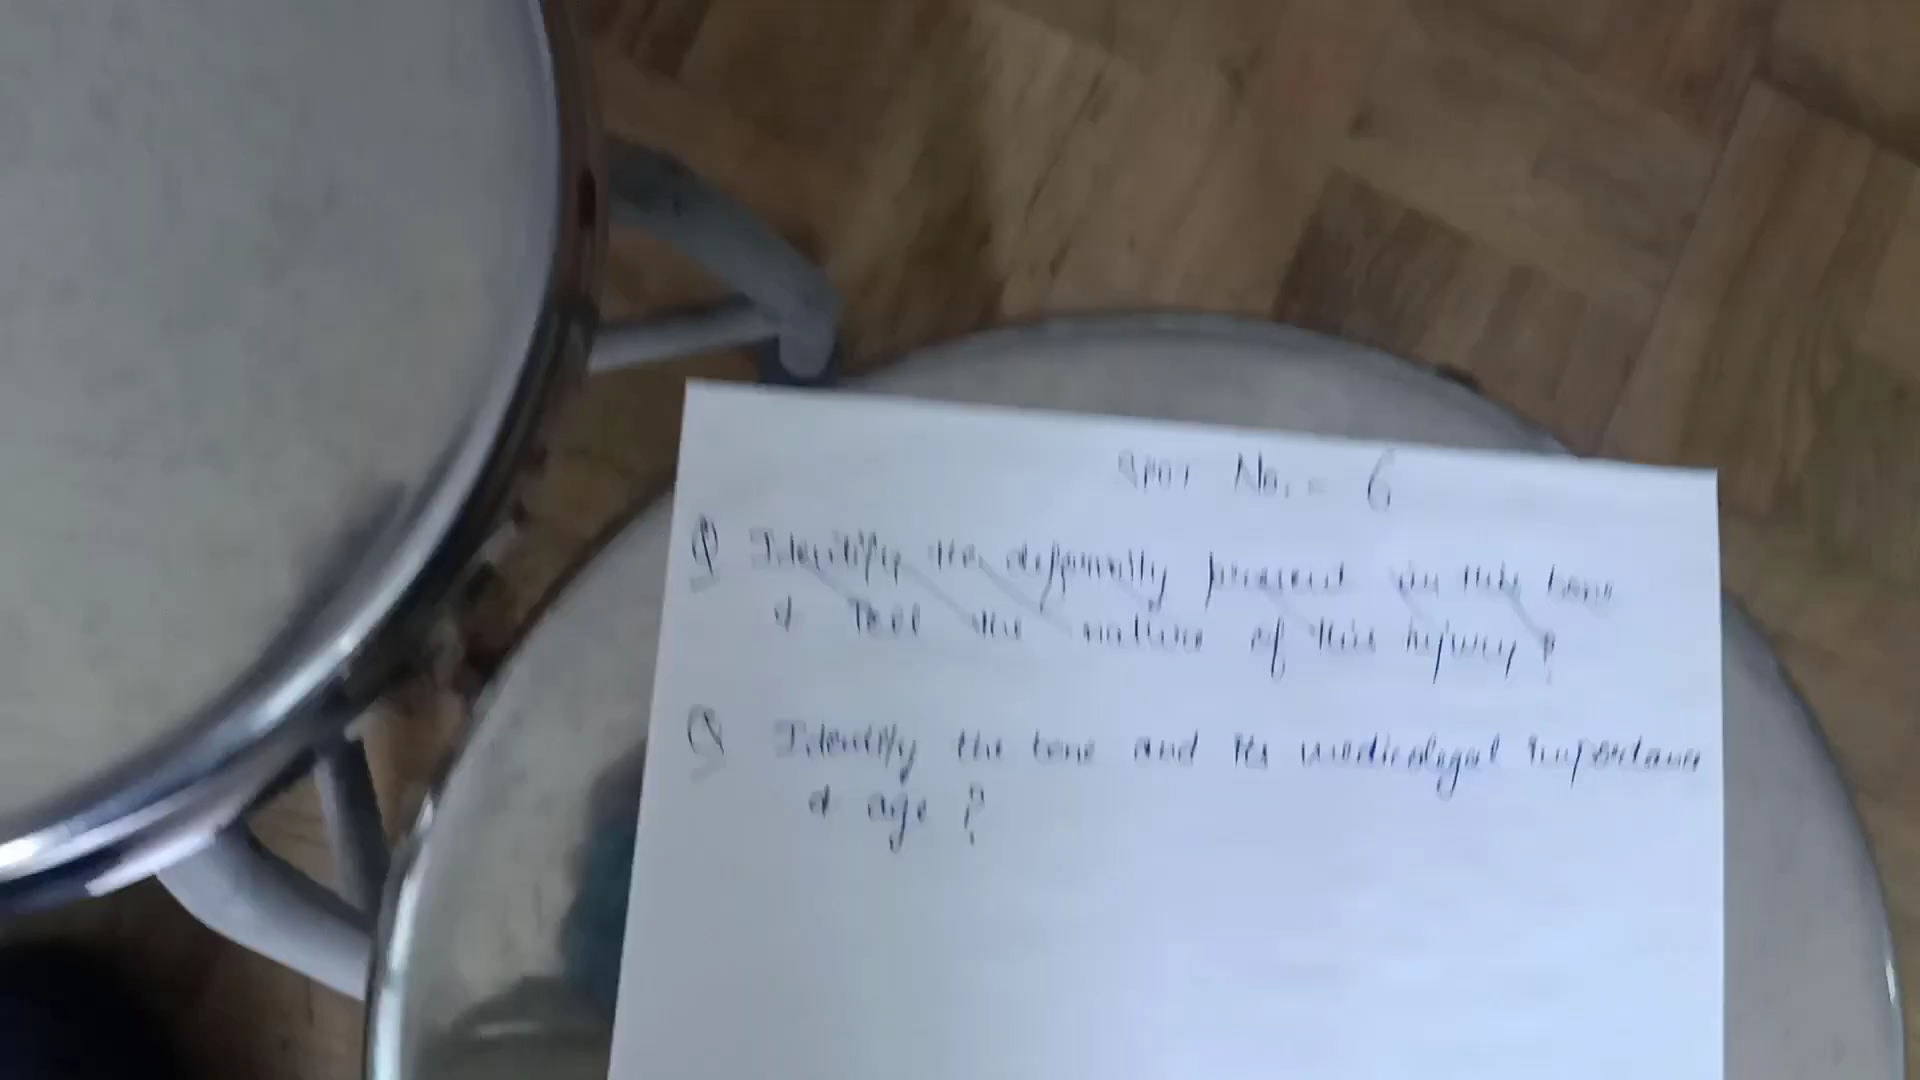 SPOT No. = 6
Q Identify the deformity present in this bone
& Tell the nature of this injury?
Q Identify the bone and its medicolegal importance
& age?